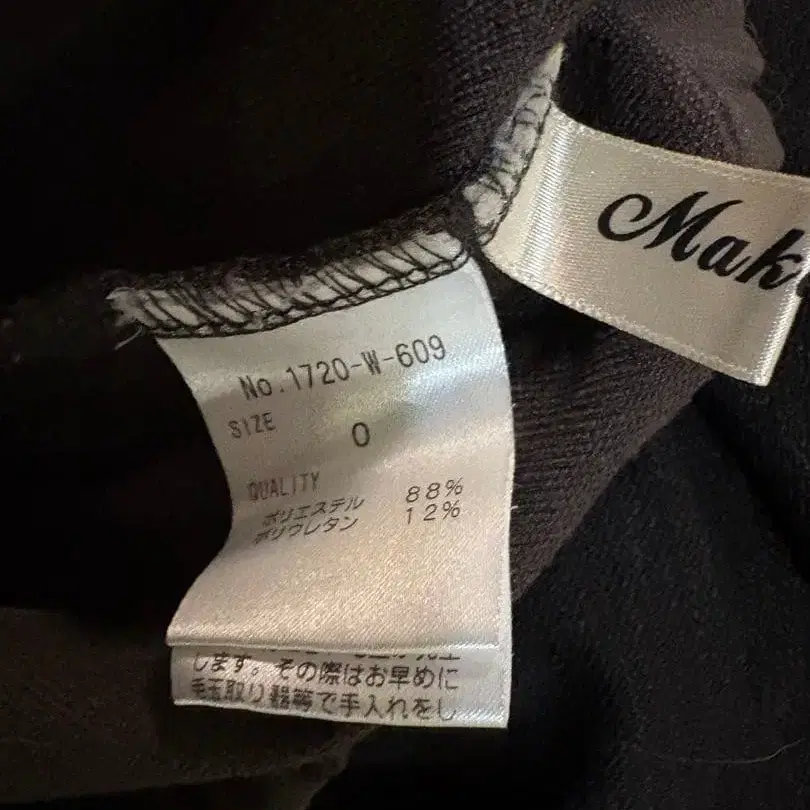 Mak
No.1720-W-609
SIZE
0
QUALITY
ポリエステル 88%
ポリウレタン 12%
します。その際はお早めに
毛玉取り器等で手入れをし